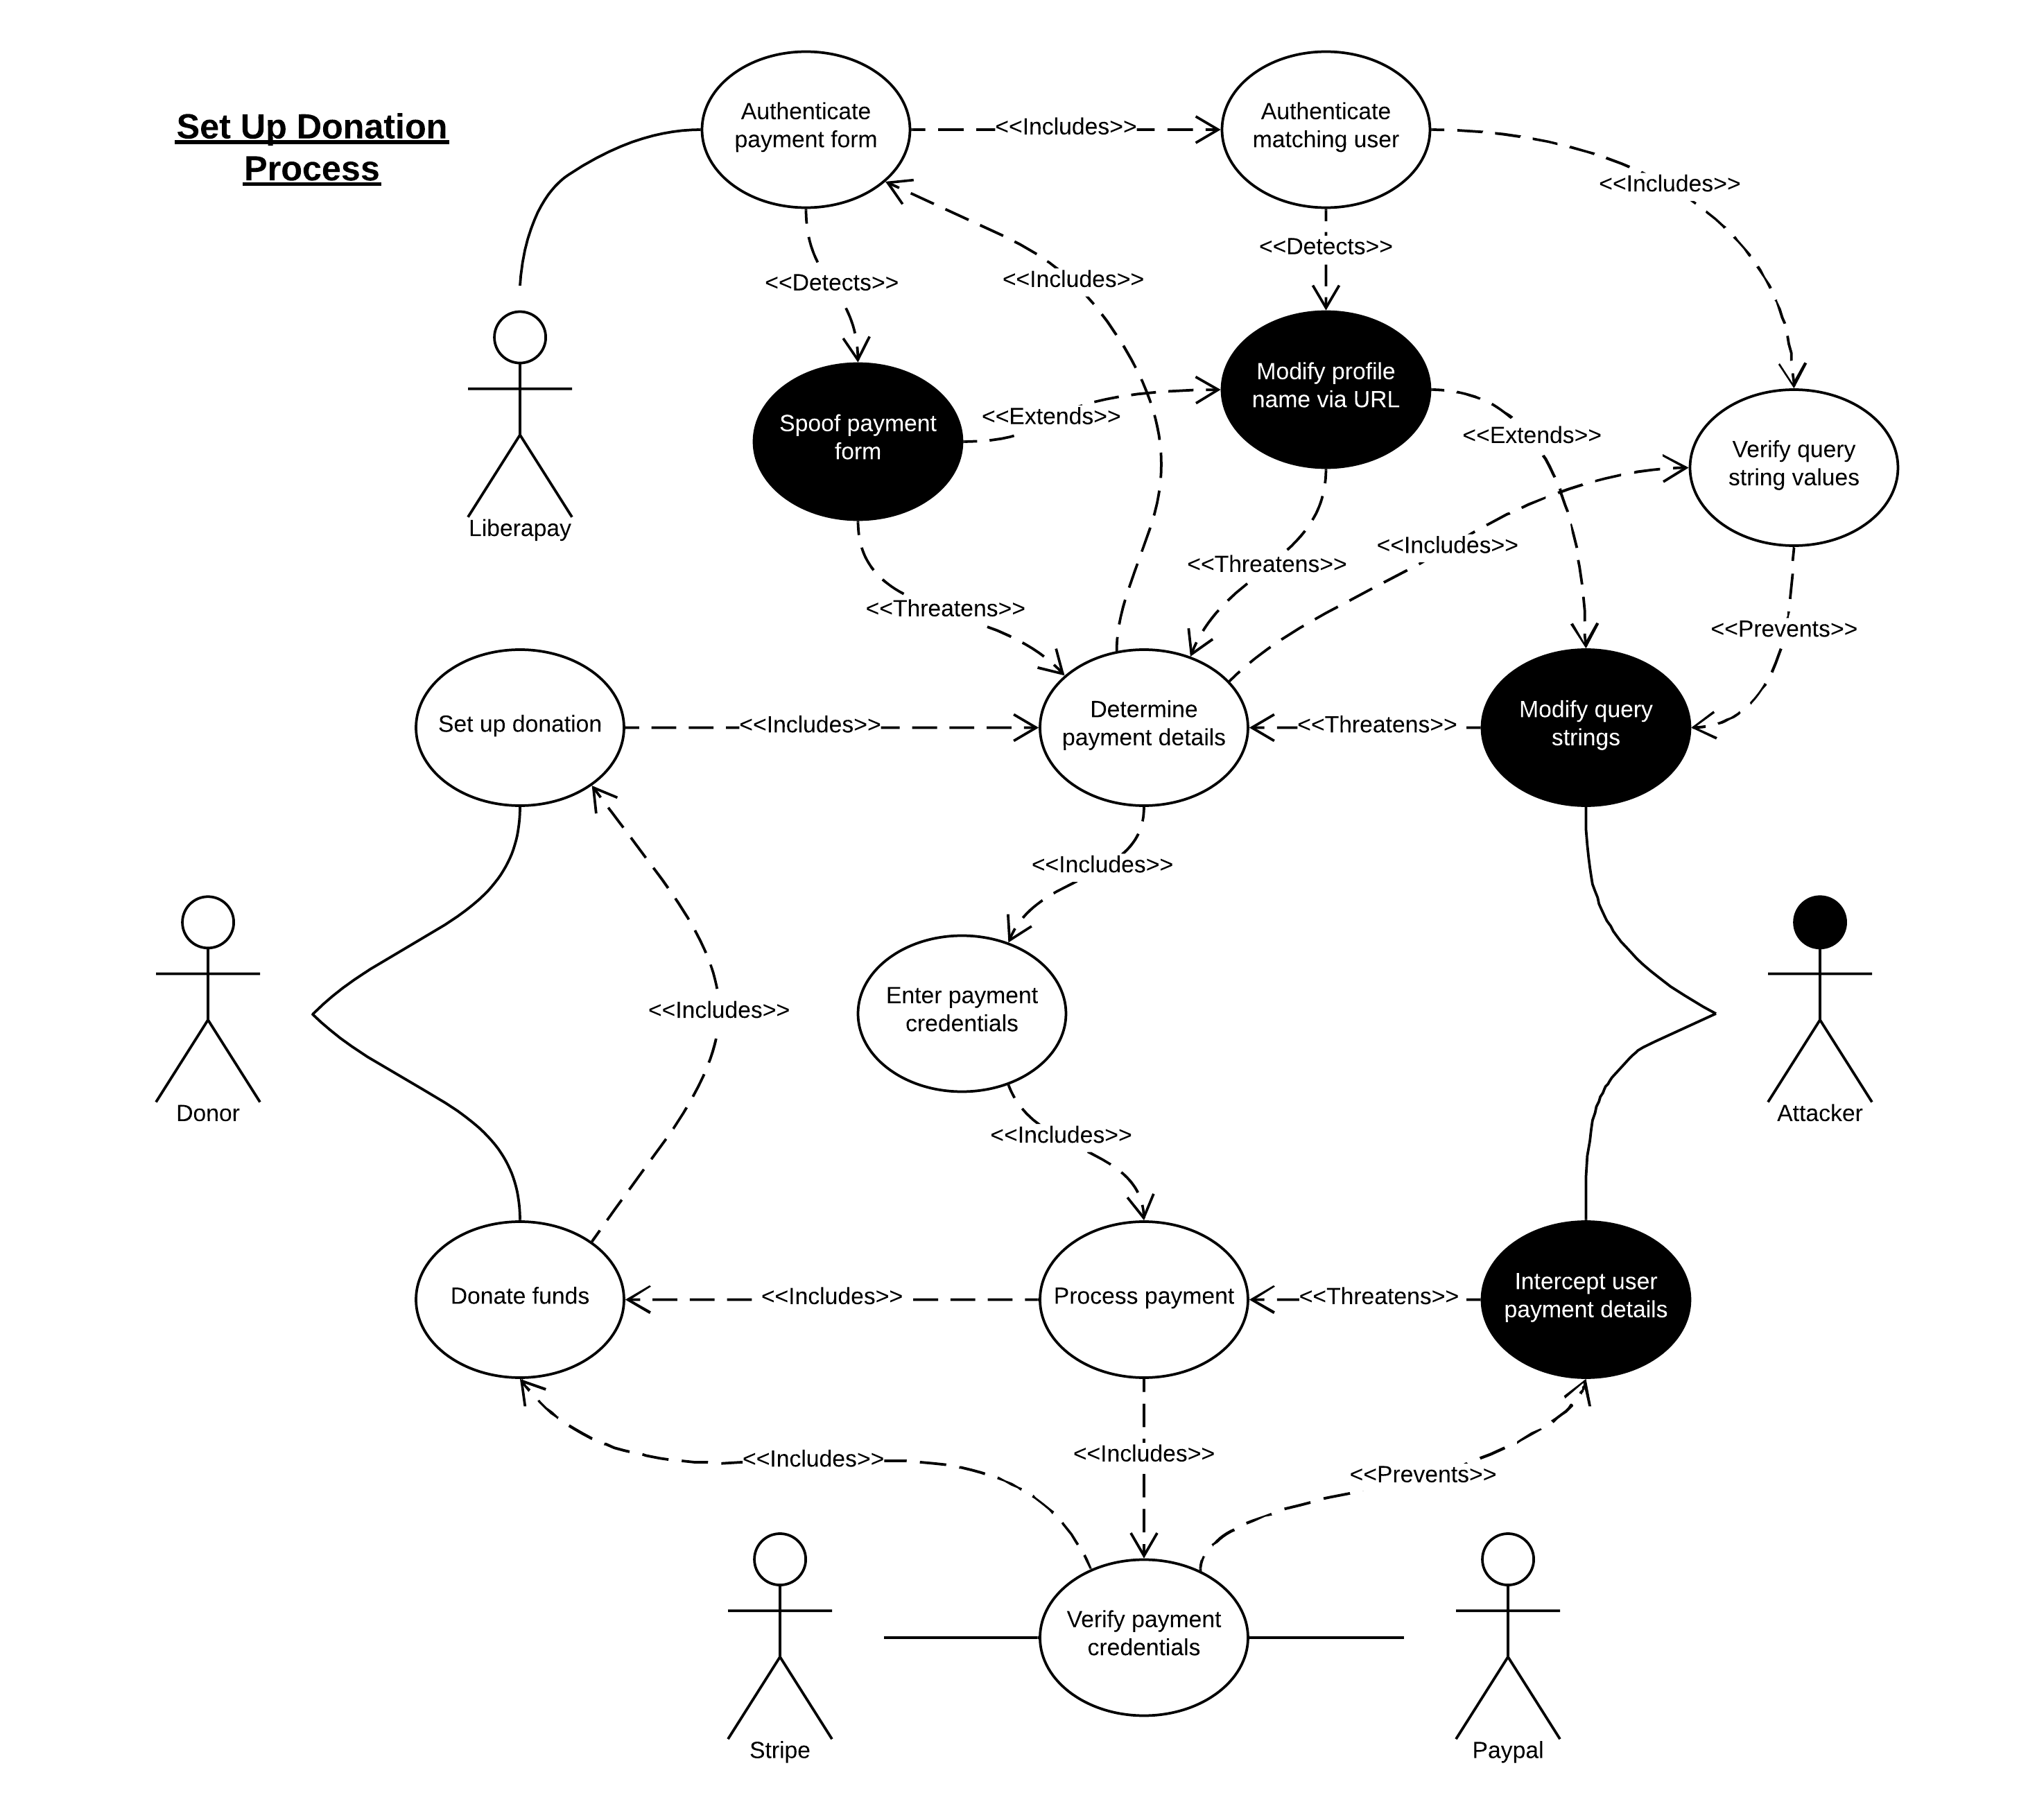 Set Up Donation
Process
Authenticate
payment form
<<Includes>>
Authenticate
matching user
<<Includes>>
<<Detects>>
<<Detects>>
<<Includes>>
Liberapay
Spoof payment
form
<<Extends>>
Modify profile
name via URL
<<Extends>>
Verify query
string values
<<Threatens>>
<<Threatens>>
<<Includes>>
<<Prevents>>
Set up donation
<<Includes>>
Determine
payment details
<<Threatens>>
Modify query
strings
<<Includes>>
Donor
<<Includes>>
Enter payment
credentials
Attacker
<<Includes>>
Donate funds
<<Includes>>
Process payment
<<Threatens>>
Intercept user
payment details
<<Includes>>
<<Includes>>
<<Prevents>>
Stripe
Verify payment
credentials
Paypal